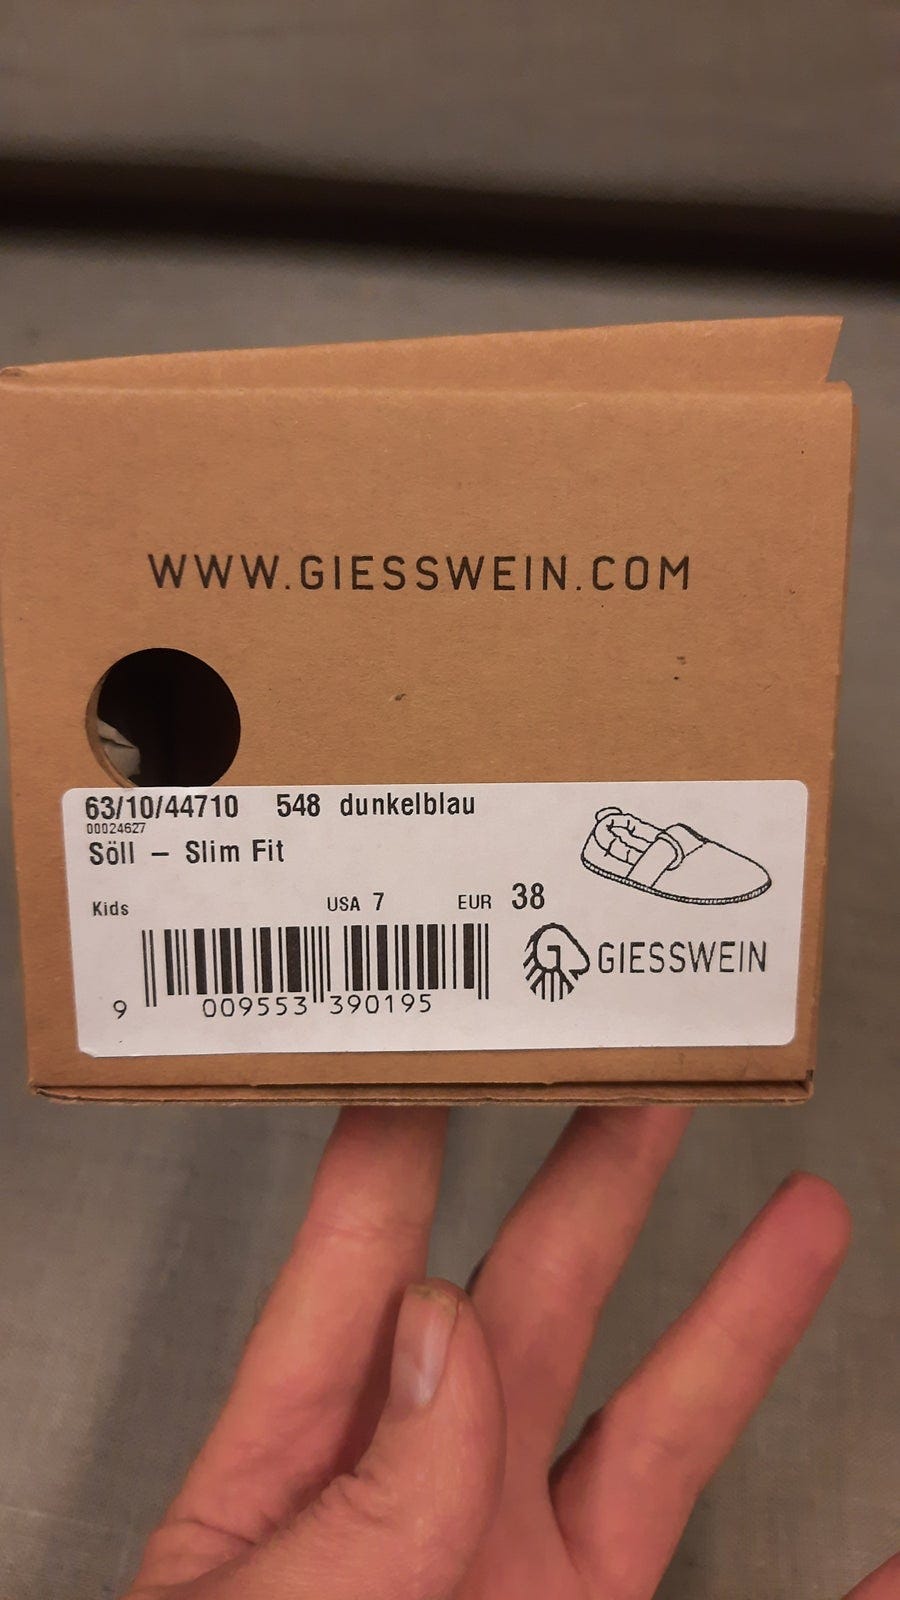 WWW.GIESSWEIN.COM
63/10/44710 548 dunkelblau
00024627
Söll – Slim Fit
Kids USA 7 EUR 38
G GIESSWEIN
9 009553 390195